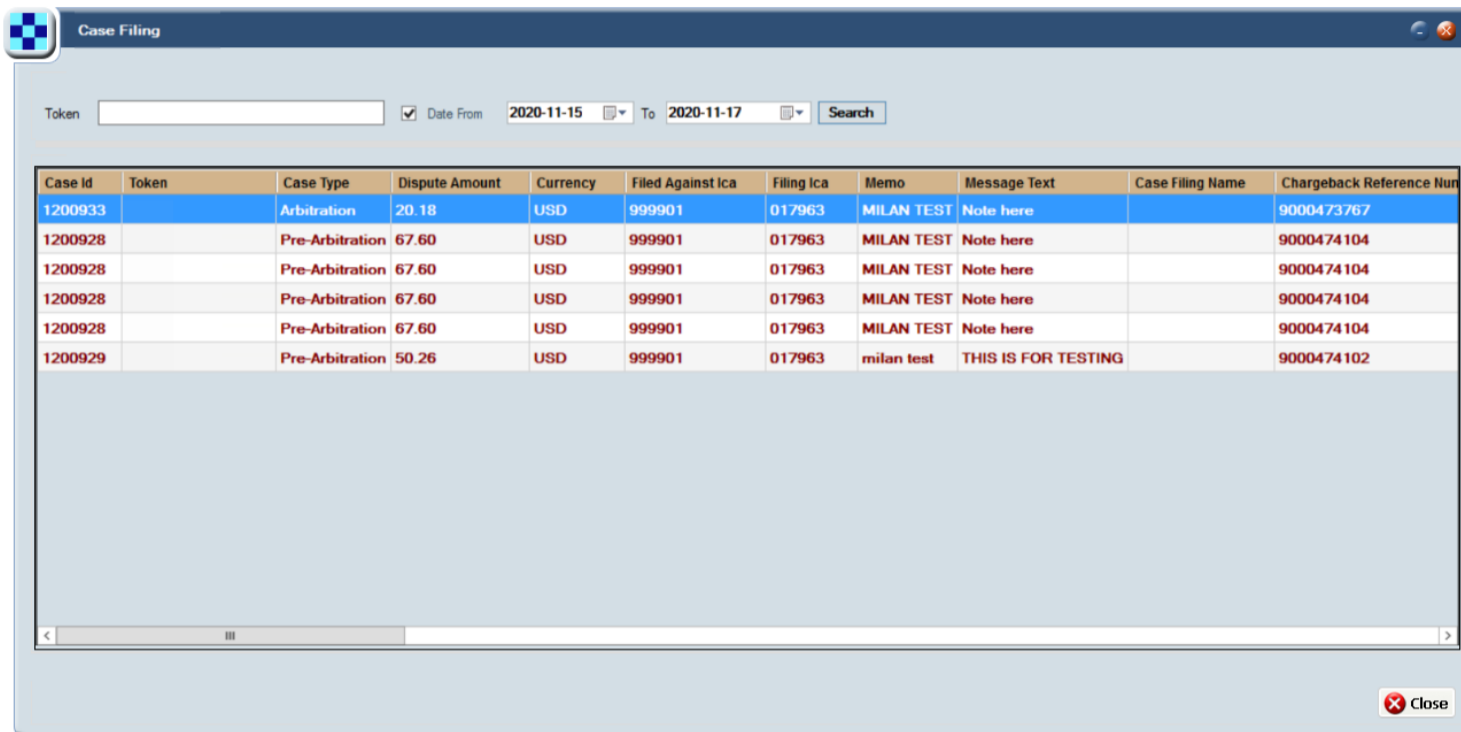 Case Filing
Token Date From 2020-11-15 To 2020-11-17 Search
Case Id Token Case Type Dispute Amount Currency Filed Against Ica Filing Ica Memo Message Text Case Filing Name Chargeback Reference Num
1200933 Arbitration 20.18 USD 999901 017963 MILAN TEST Note here 9000473767
1200928 Pre-Arbitration 67.60 USD 999901 017963 MILAN TEST Note here 9000474104
1200928 Pre-Arbitration 67.60 USD 999901 017963 MILAN TEST Note here 9000474104
1200928 Pre-Arbitration 67.60 USD 999901 017963 MILAN TEST Note here 9000474104
1200928 Pre-Arbitration 67.60 USD 999901 017963 MILAN TEST Note here 9000474104
1200929 Pre-Arbitration 50.26 USD 999901 017963 milan test THIS IS FOR TESTING 9000474102
Close